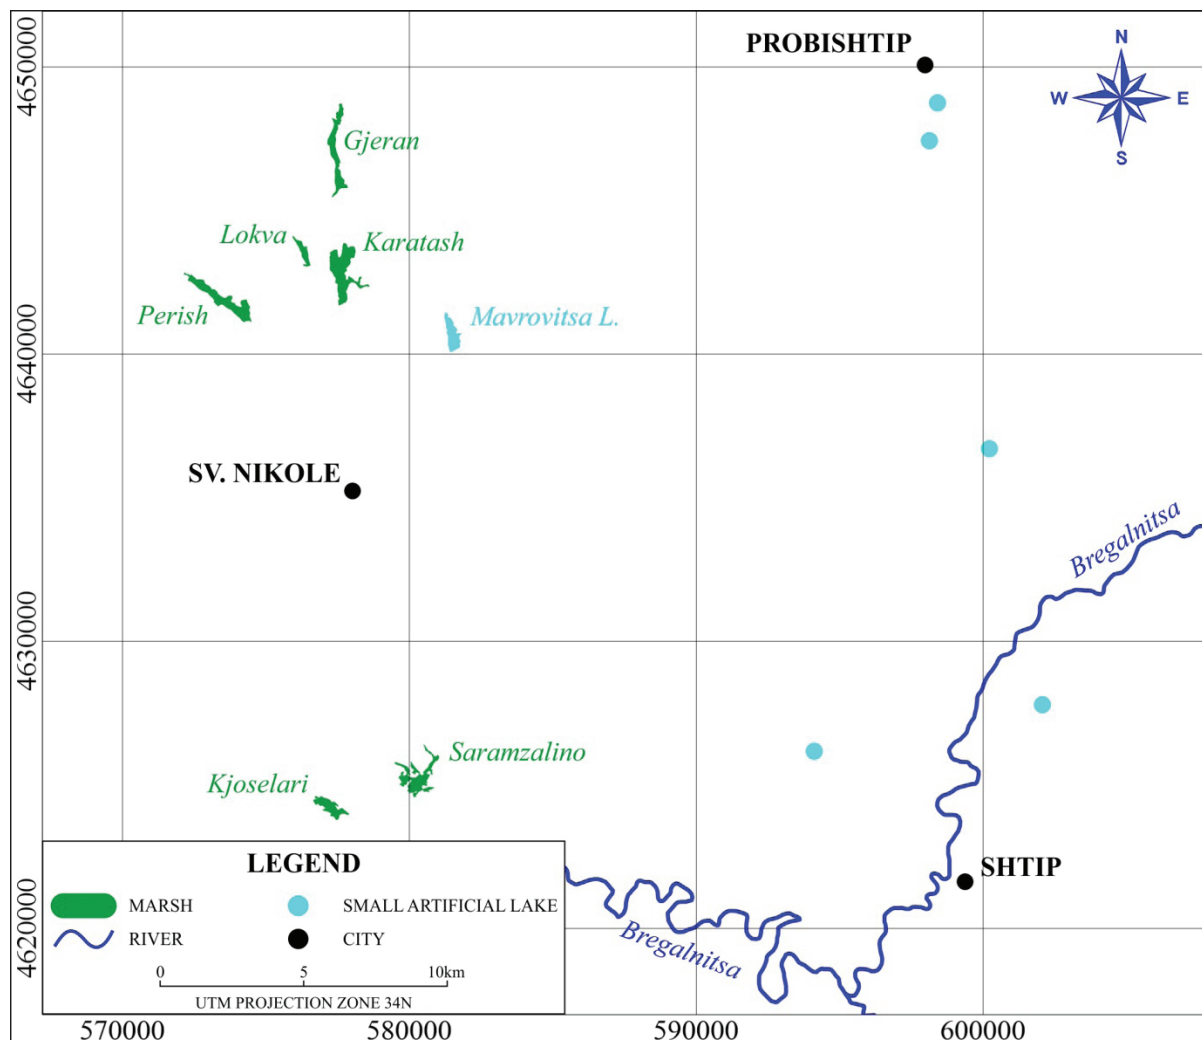 PROBISHTIP
N
W
E
S
4650000
Gjeran
Lokva
Karatash
Perish
Mavrovitsa L.
4640000
SV. NIKOLE
Bregalnitsa
4630000
Saramzalino
Kjoselari
SHTIP
4620000
Bregalnitsa
LEGEND
MARSH
SMALL ARTIFICIAL LAKE
RIVER
CITY
0 5 10km
UTM PROJECTION ZONE 34N
570000 580000 590000 600000